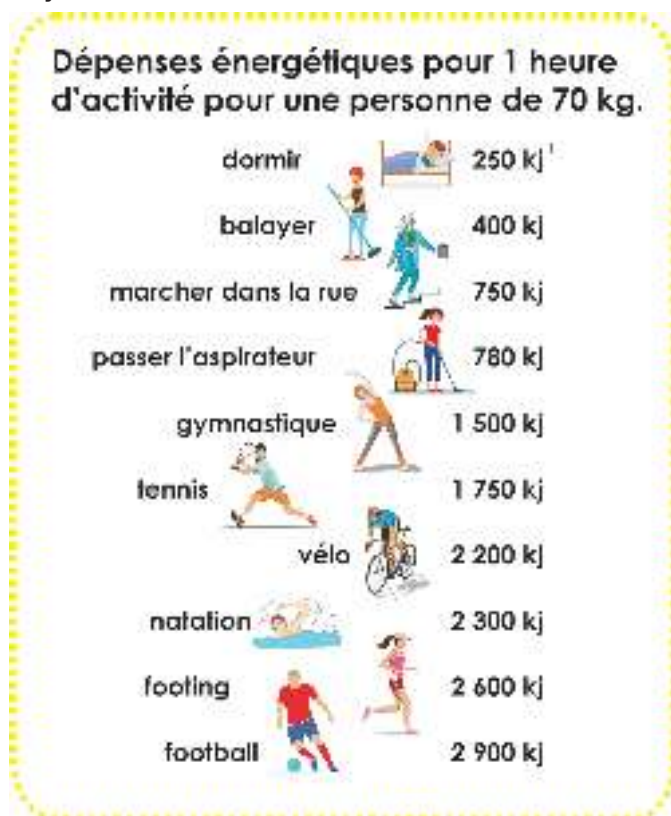 Dépenses énergétiques pour 1 heure
d'activité pour une personne de 70 kg.
dormir 250 kj¹
balayer 400 kj
marcher dans la rue 750 kj
passer l'aspirateur 780 kj
gymnastique 1 500 kj
tennis 1 750 kj
vélo 2 200 kj
natation 2 300 kj
footing 2 600 kj
football 2 900 kj